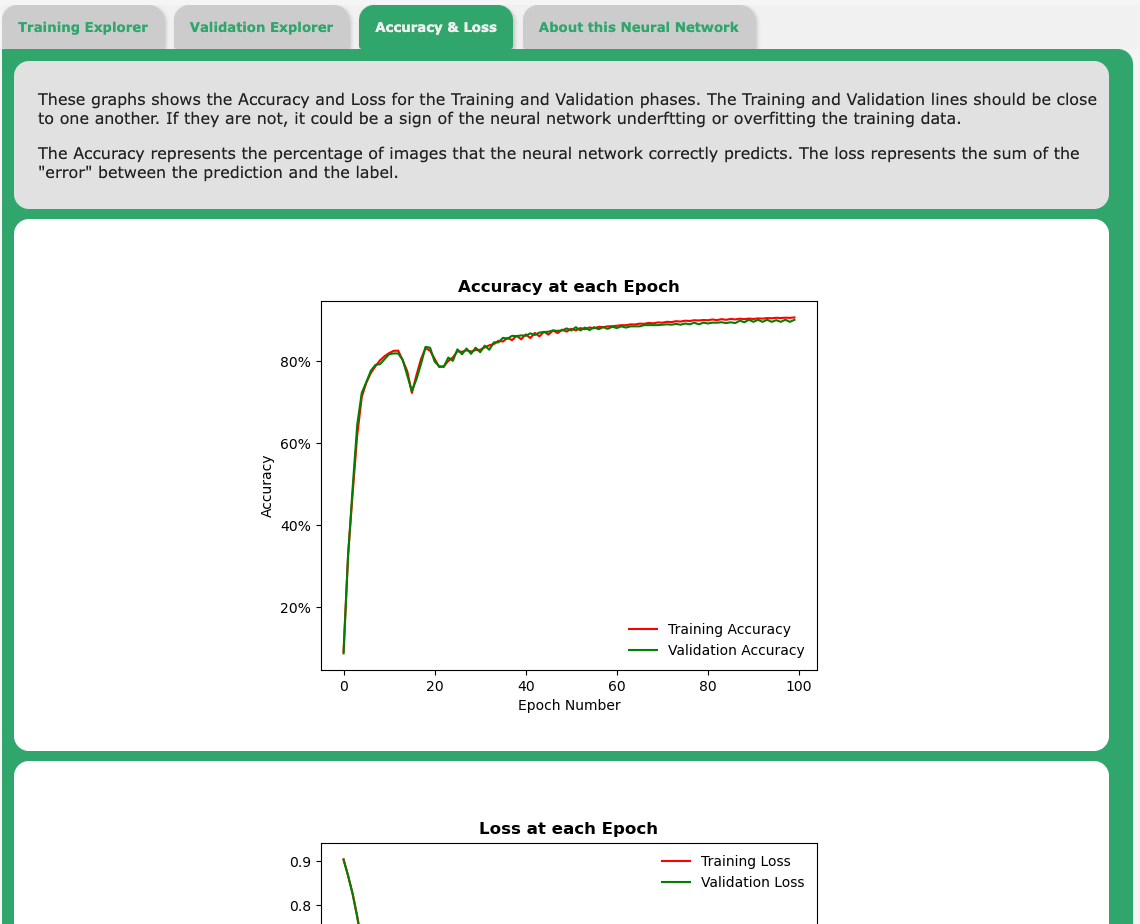 Training Explorer
Validation Explorer
Accuracy & Loss
About this Neural Network
These graphs shows the Accuracy and Loss for the Training and Validation phases. The Training and Validation lines should be close
to one another. If they are not, it could be a sign of the neural network underftting or overfitting the training data.
The Accuracy represents the percentage of images that the neural network correctly predicts. The loss represents the sum of the
"error" between the prediction and the label.
Accuracy at each Epoch
80%
60%
40%
20%
Accuracy
Training Accuracy
Validation Accuracy
0 20 40 60 80 100
Epoch Number
Loss at each Epoch
0.9
0.8
Training Loss
Validation Loss